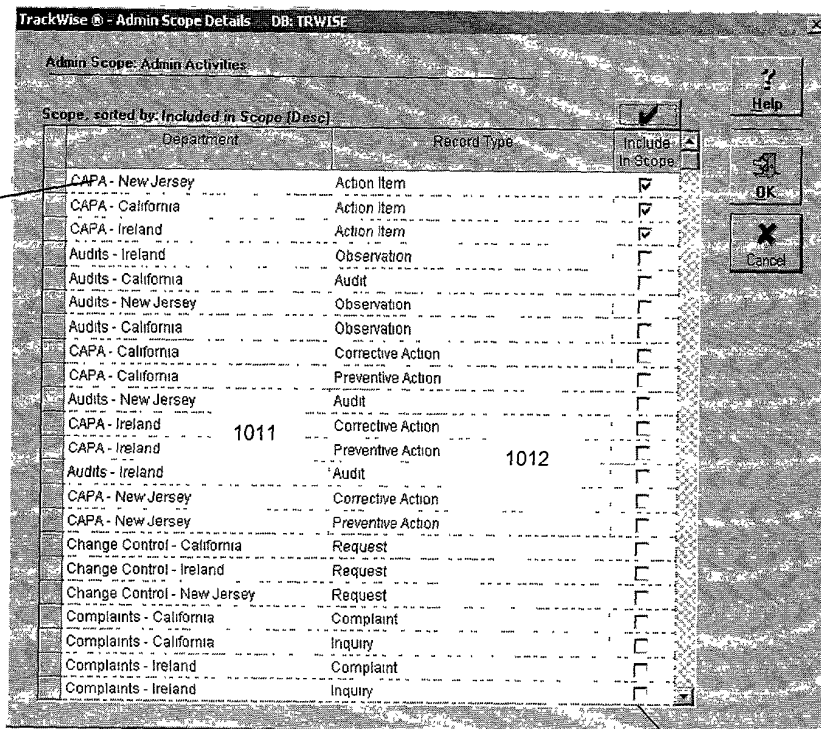 TrackWise ® - Admin Scope Details DB: TRWISE
Admin Scope: Admin Activities
Help
Scope, sorted by: Included in Scope [Desc]
Department Record Type Include In Scope
OK
Cancel
CAPA - New Jersey Action Item
CAPA - California Action Item
CAPA - Ireland Action Item
Audits - Ireland Observation
Audits - California Audit
Audits - New Jersey Observation
Audits - California Observation
CAPA - California Corrective Action
CAPA - California Preventive Action
Audits - New Jersey Audit
CAPA - Ireland Corrective Action
1011
CAPA - Ireland Preventive Action
1012
Audits - Ireland Audit
CAPA - New Jersey Corrective Action
CAPA - New Jersey Preventive Action
Change Control - California Request
Change Control - Ireland Request
Change Control - New Jersey Request
Complaints - California Complaint
Complaints - California Inquiry
Complaints - Ireland Complaint
Complaints - Ireland Inquiry